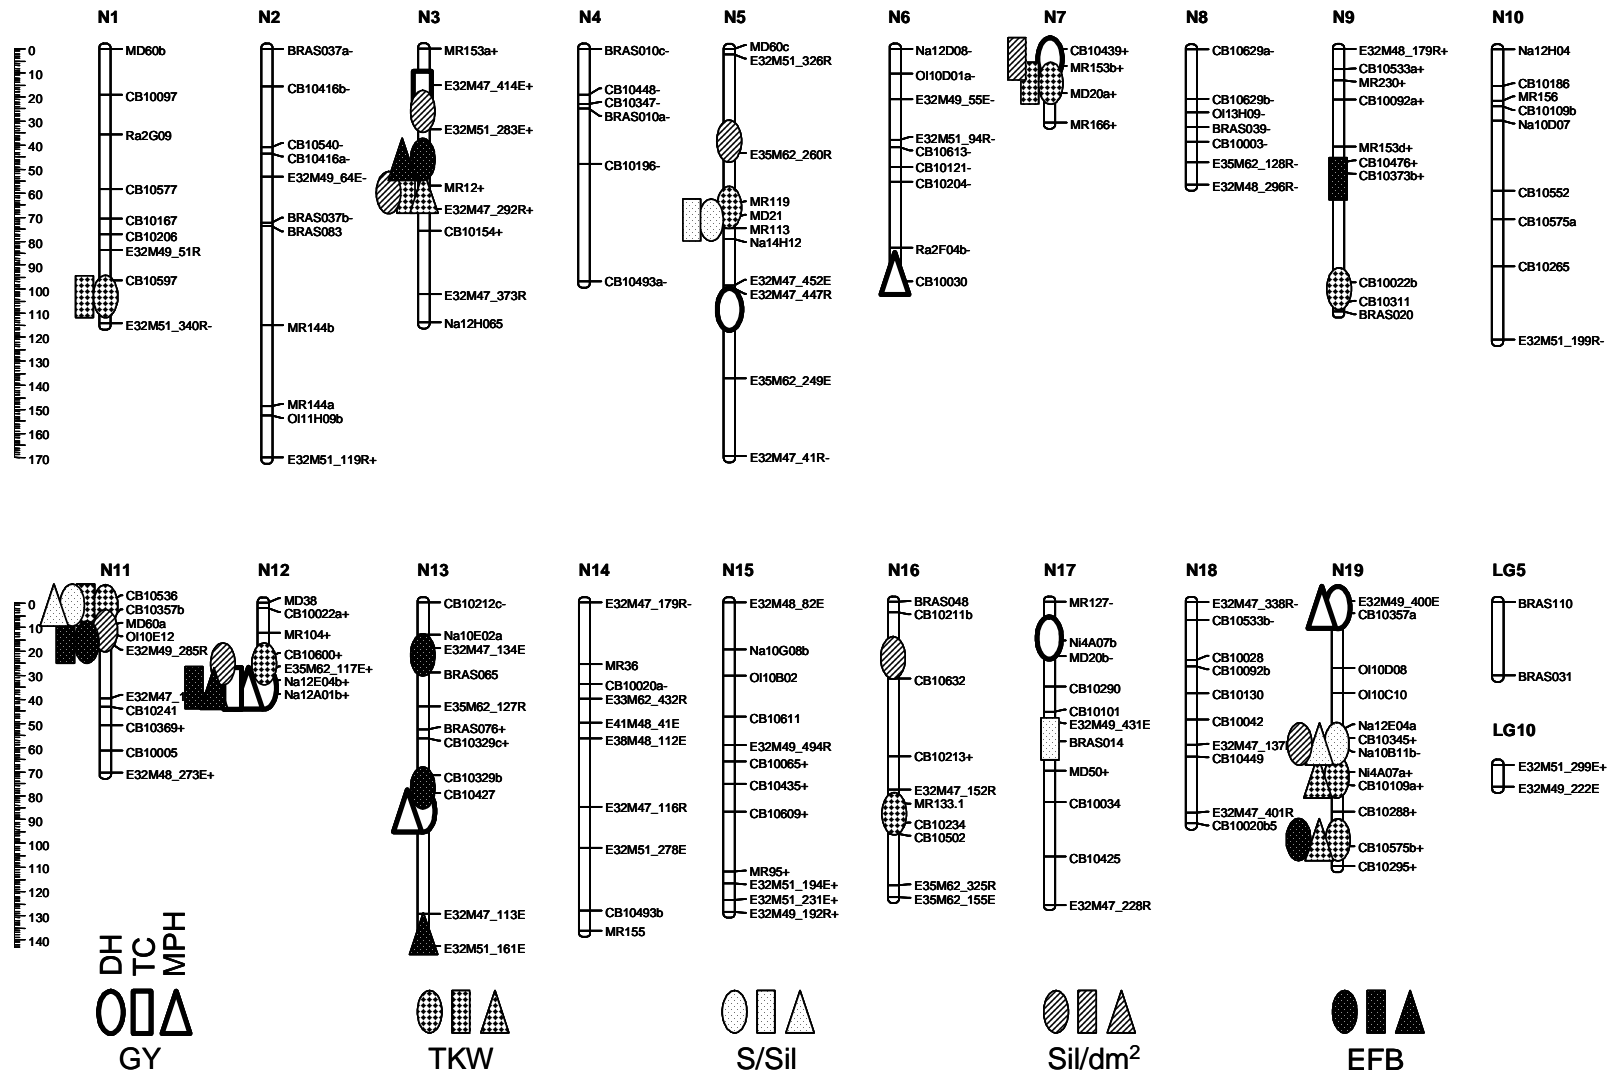 N1 N2 N3 N4 N5 N6 N7 N8 N9 N10
0
10
20
30
40
50
60
70
80
90
100
110
120
130
140
150
160
170
MD60b
CB10097
Ra2G09
CB10577
CB10167
CB10206
E32M49_51R
CB10597
E32M51_340R-
BRAS037a-
CB10416b-
CB10540-
CB10416a-
E32M49_64E-
BRAS037b-
BRAS083
MR144b
MR144a
Ol11H09b
E32M51_119R+
MR153a+
E32M47_414E+
E32M51_283E+
MR12+
E32M47_292R+
CB10154+
E32M47_373R
Na12H065
BRAS010c-
CB10448-
CB10347-
BRAS010a-
CB10196-
CB10493a-
MD60c
E32M51_326R
E35M62_260R
MR119
MD21
MR113
Na14H12
E32M47_452E
E32M47_447R
E35M62_249E
E32M47_41R-
Na12D08-
Ol10D01a-
E32M49_55E-
E32M51_94R-
CB10613-
CB10121-
CB10204-
Ra2F04b-
CB10030
CB10439+
MR153b+
MD20a+
MR166+
CB10629a-
CB10629b-
Ol13H09-
BRAS039-
CB10003-
E35M62_128R-
E32M48_296R-
E32M48_179R+
CB10533a+
MR230+
CB10092a+
MR153d+
CB10476+
CB10373b+
CB10022b
CB10311
BRAS020
Na12H04
CB10186
MR156
CB10109b
Na10D07
CB10552
CB10575a
CB10265
E32M51_199R-
N11 N12 N13 N14 N15 N16 N17 N18 N19 LG5
0
10
20
30
40
50
60
70
80
90
100
110
120
130
140
CB10536
CB10357b
MD60a
Ol10E12
E32M49_285R
E32M47_1
CB10241
CB10369+
CB10005
E32M48_273E+
MD38
CB10022a+
MR104+
CB10600+
E35M62_117E+
Na12E04b+
Na12A01b+
CB10212c-
Na10E02a
E32M47_134E
BRAS065
E35M62_127R
BRAS076+
CB10329c+
CB10329b
CB10427
E32M47_113E
E32M51_161E
E32M47_179R-
MR36
CB10020a-
E33M62_432R
E41M48_41E
E38M48_112E
E32M47_116R
E32M51_278E
CB10493b
MR155
E32M48_82E
Na10G08b
Ol10B02
CB10611
E32M49_494R
CB10065+
CB10435+
CB10609+
MR95+
E32M51_194E+
E32M51_231E+
E32M49_192R+
BRAS048
CB10211b
CB10632
CB10213+
E32M47_152R
MR133.1
CB10234
CB10502
E35M62_325R
E35M62_155E
MR127-
Ni4A07b
MD20b-
CB10290
CB10101
E32M49_431E
BRAS014
MD50+
CB10034
CB10425
E32M47_228R
E32M47_338R-
CB10533b-
CB10028
CB10092b
CB10130
CB10042
E32M47_137
CB10449
E32M47_401R
CB10020b5
E32M49_400E
CB10357a
Ol10D08
Ol10C10
Na12E04a
CB10345+
Na10B11b-
Ni4A07a+
CB10109a+
CB10288+
CB10575b+
CB10295+
BRAS110
BRAS031
LG10
E32M51_299E+
E32M49_222E
DH
TC
MPH
GY TKW S/Sil Sil/dm² EFB